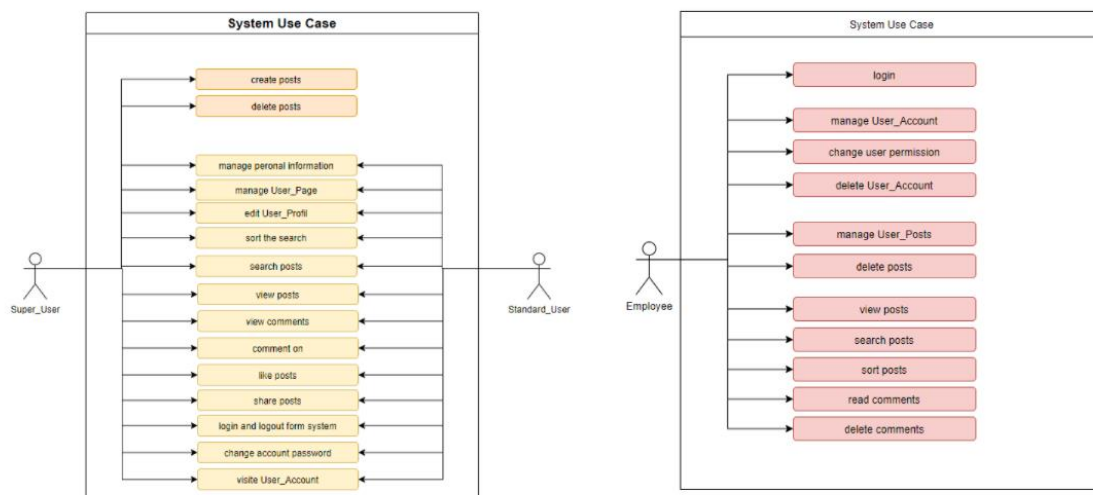 System Use Case
create posts
delete posts
manage peronal information
manage User_Page
edit User_Profil
sort the search
search posts
view posts
view comments
comment on
like posts
share posts
login and logout form system
change account password
visite User_Account
Super_User
Standard_User
System Use Case
login
manage User_Account
change user permission
delete User_Account
manage User_Posts
delete posts
view posts
search posts
sort posts
read comments
delete comments
Employee